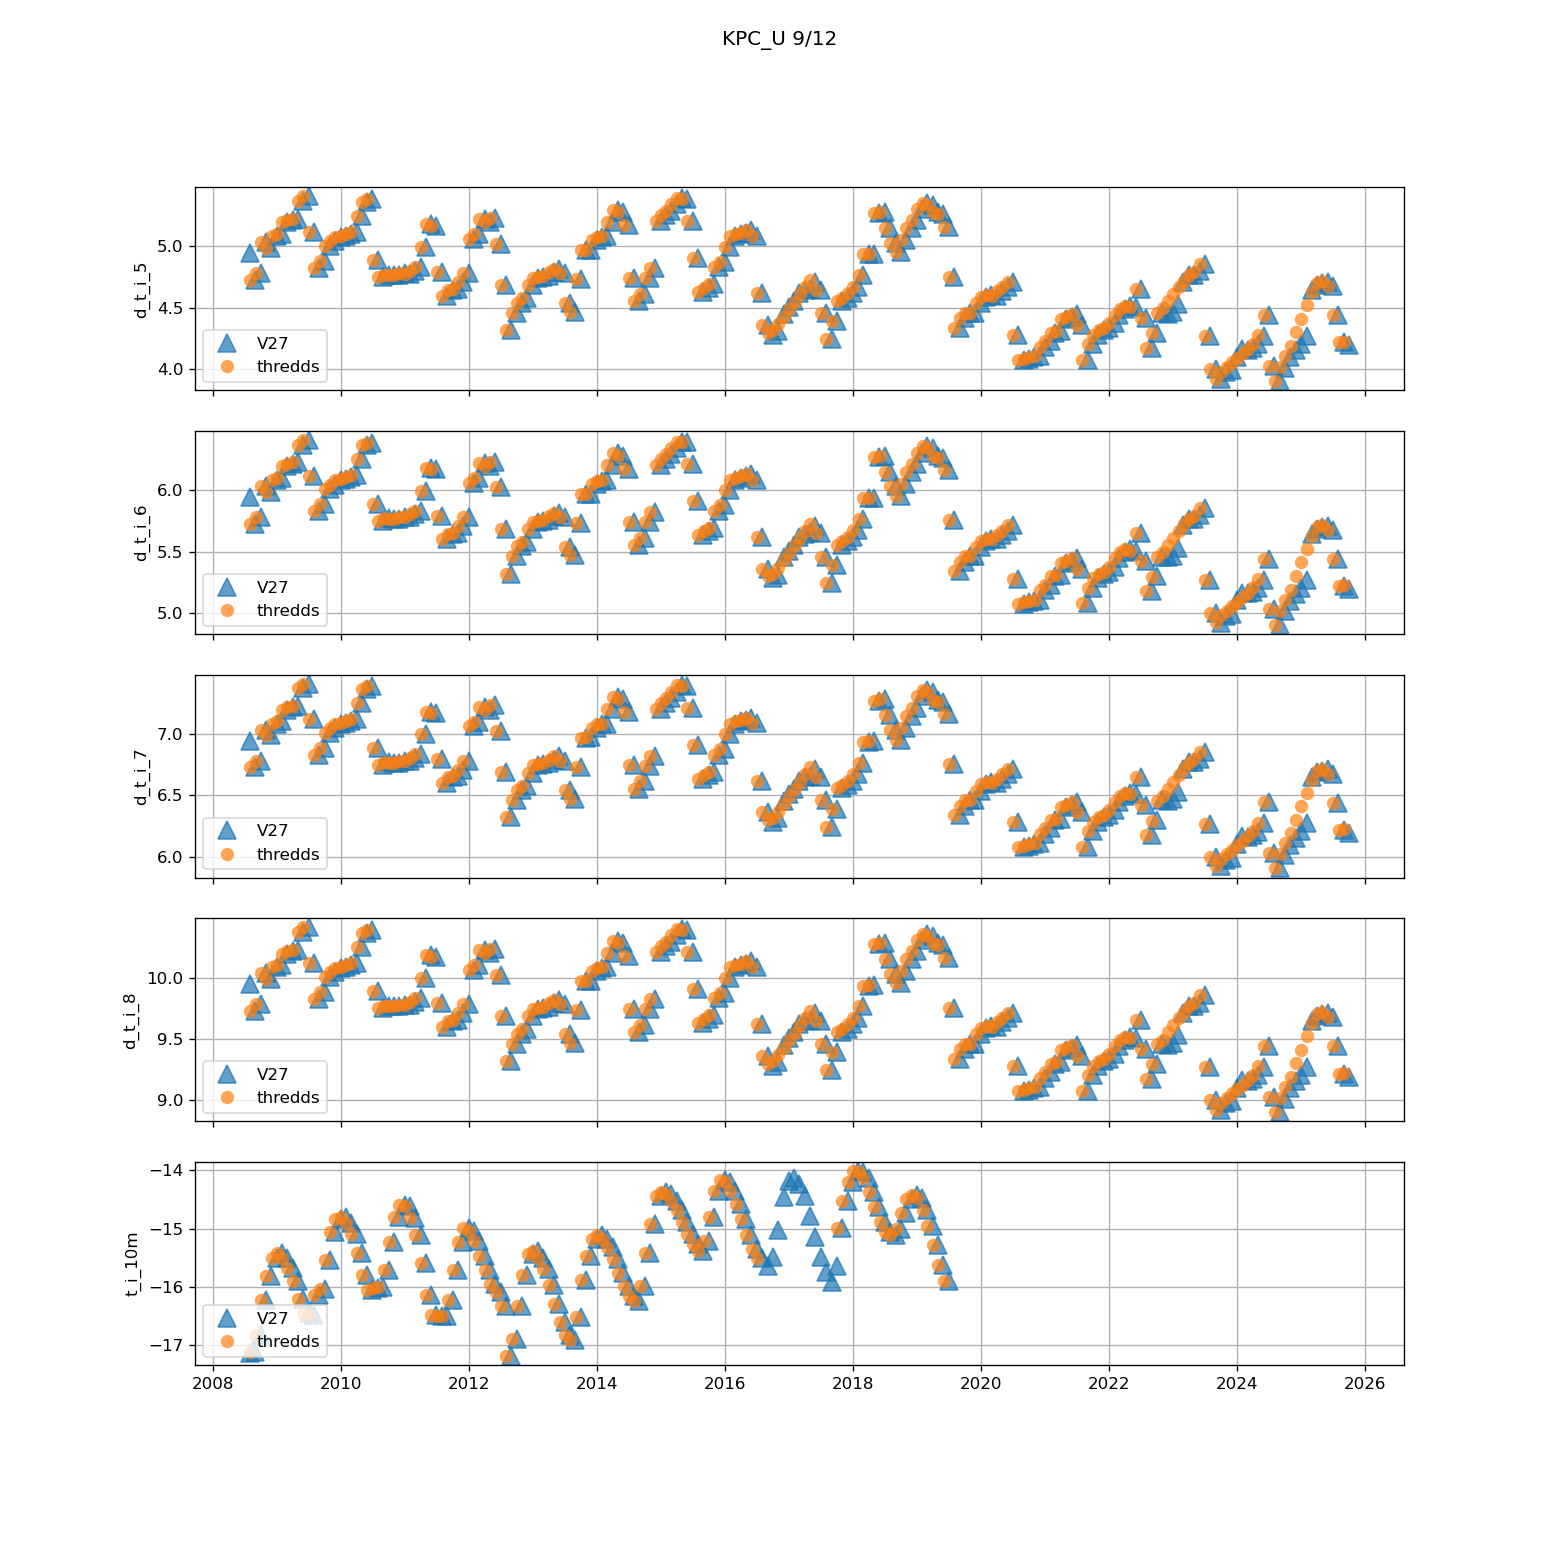 KPC_U 9/12
d_t_i_5
5.0
4.5
4.0
V27
thredds
d_t_i_6
6.0
5.5
5.0
V27
thredds
d_t_i_7
7.0
6.5
6.0
V27
thredds
d_t_i_8
10.0
9.5
9.0
V27
thredds
t_i_10m
−14
−15
−16
−17
V27
thredds
2008 2010 2012 2014 2016 2018 2020 2022 2024 2026